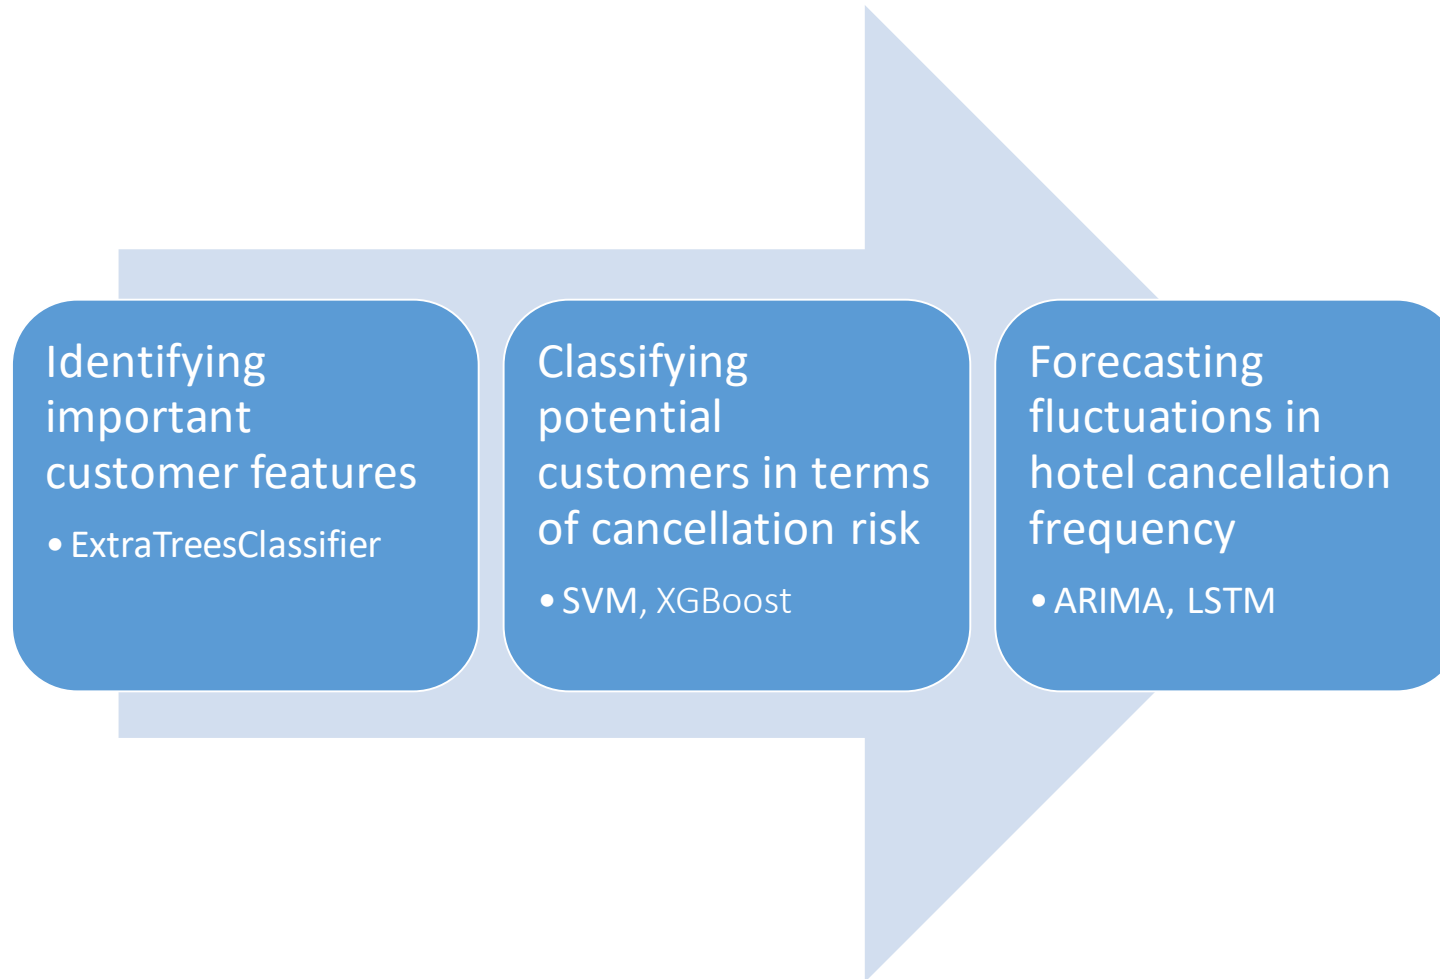 Identifying
important
customer features
• ExtraTreesClassifier
Classifying
potential
customers in terms
of cancellation risk
• SVM, XGBoost
Forecasting
fluctuations in
hotel cancellation
frequency
• ARIMA, LSTM